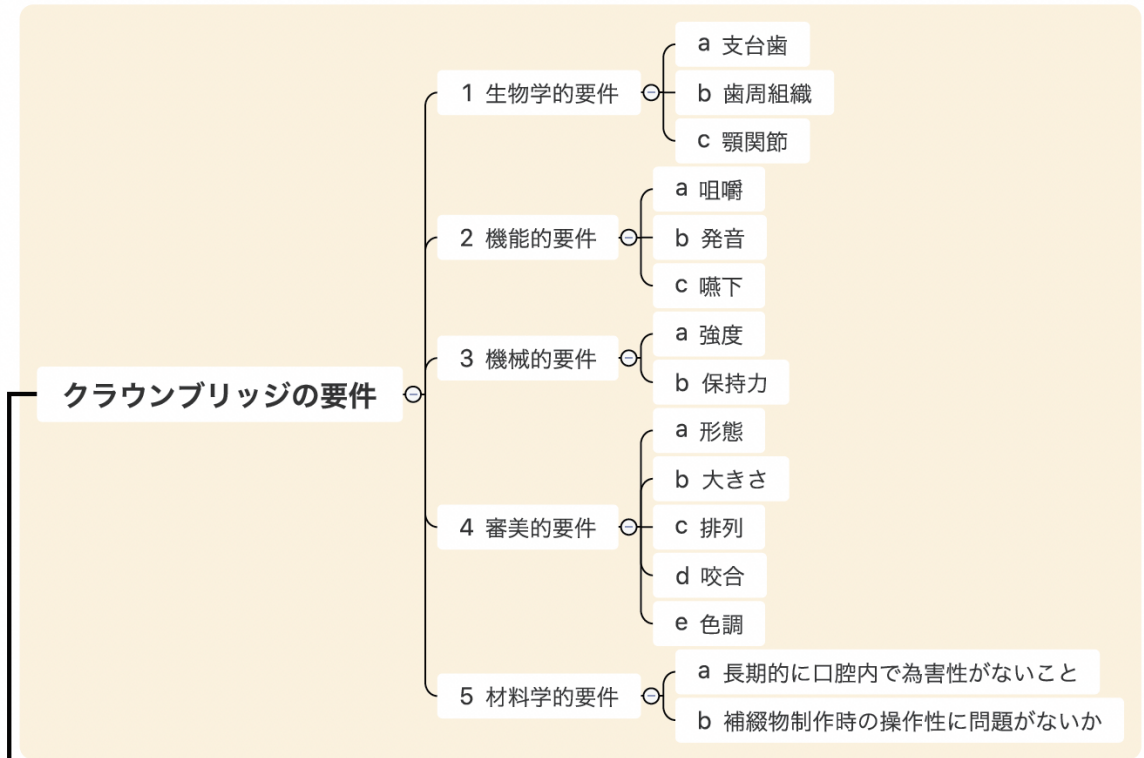 クラウンブリッジの要件
1 生物学的要件
a 支台歯
b 歯周組織
c 顎関節
2 機能的要件
a 咀嚼
b 発音
c 嚥下
3 機械的要件
a 強度
b 保持力
4 審美的要件
a 形態
b 大きさ
c 排列
d 咬合
e 色調
5 材料学的要件
a 長期的に口腔内で為害性がないこと
b 補綴物制作時の操作性に問題がないか